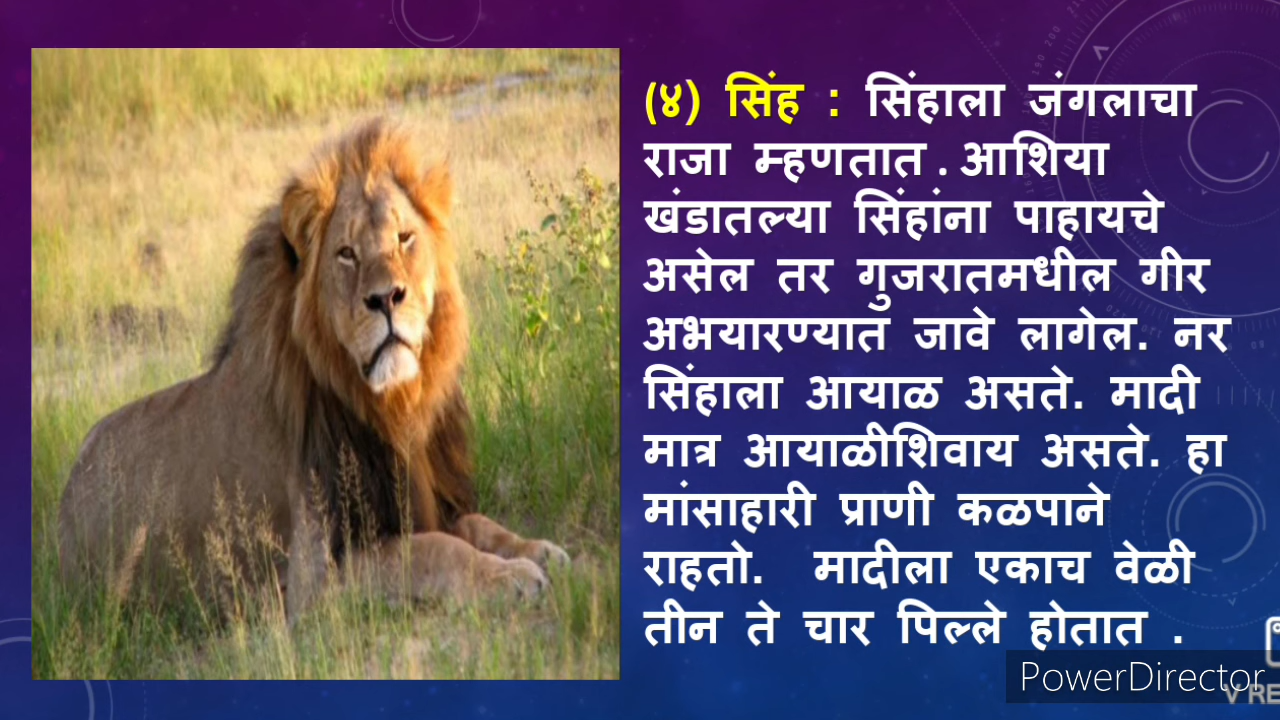 (४) सिंह : सिंहाला जंगलाचा
राजा म्हणतात . आशिया
खंडातल्या सिंहांना पाहायचे
असेल तर गुजरातमधील गीर
अभयारण्यात जावे लागेल. नर
सिंहाला आयाळ असते. मादी
मात्र आयाळीशिवाय असते. हा
मांसाहारी प्राणी कळपाने
राहतो. मादीला एकाच वेळी
तीन ते चार पिल्ले होतात .
PowerDirector